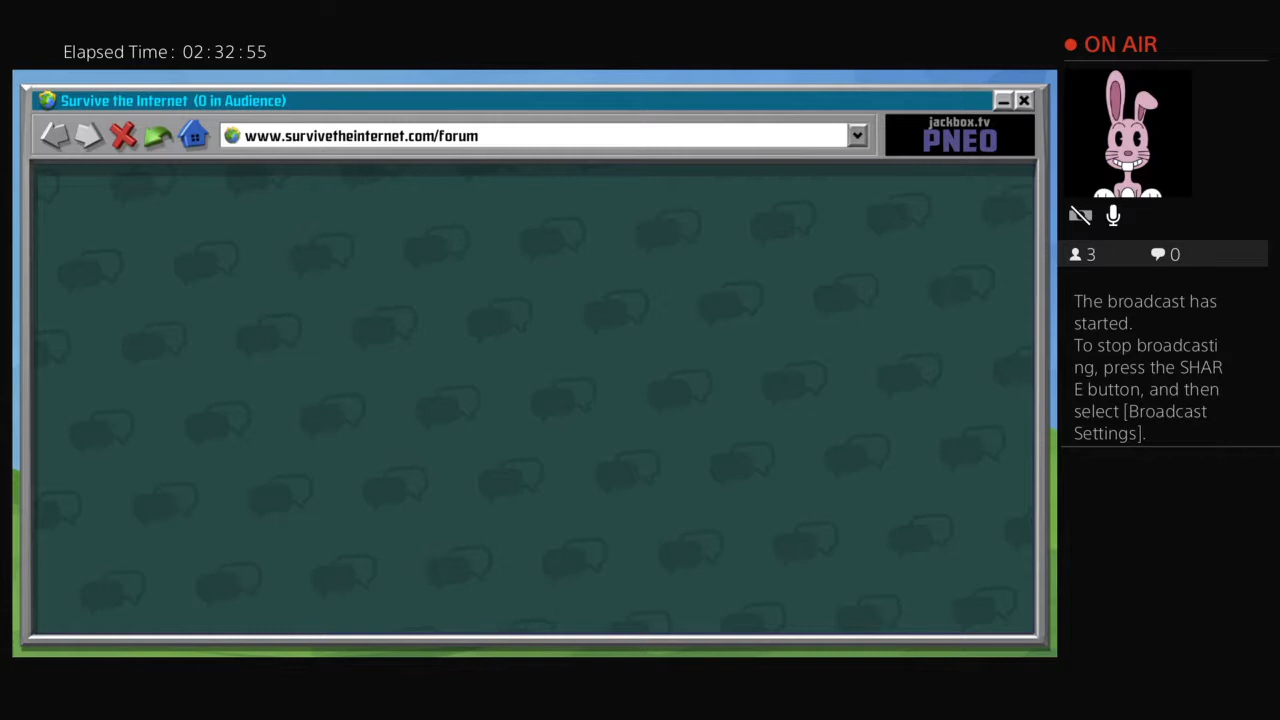 Elapsed Time: 02:32:55
ON AIR
Survive the Internet (0 in Audience)
www.survivetheinternet.com/forum
jackbox.tv
PNEO
3
0
The broadcast has
started.
To stop broadcasti
ng, press the SHAR
E button, and then
select [Broadcast
Settings].